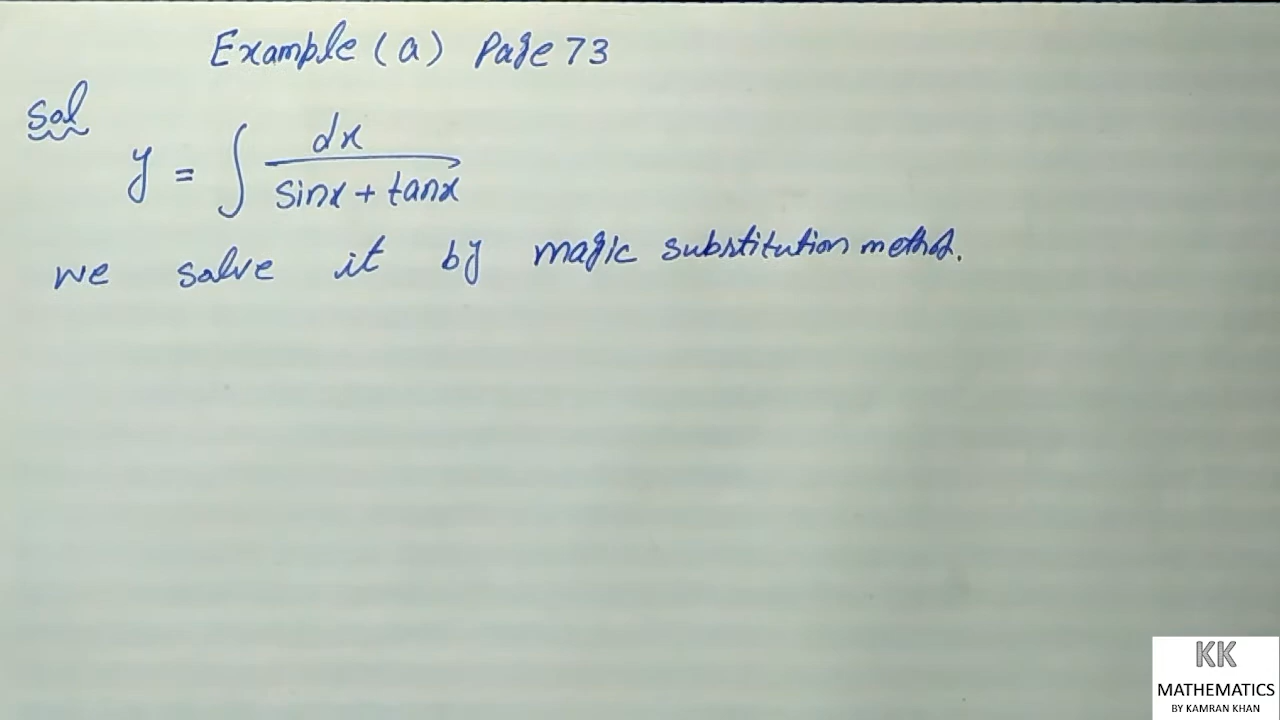 Example (a) Page 73
Sol
y = ∫ dx / (sinx + tanx)
we solve it by magic substitution method.
KK
MATHEMATICS
BY KAMRAN KHAN